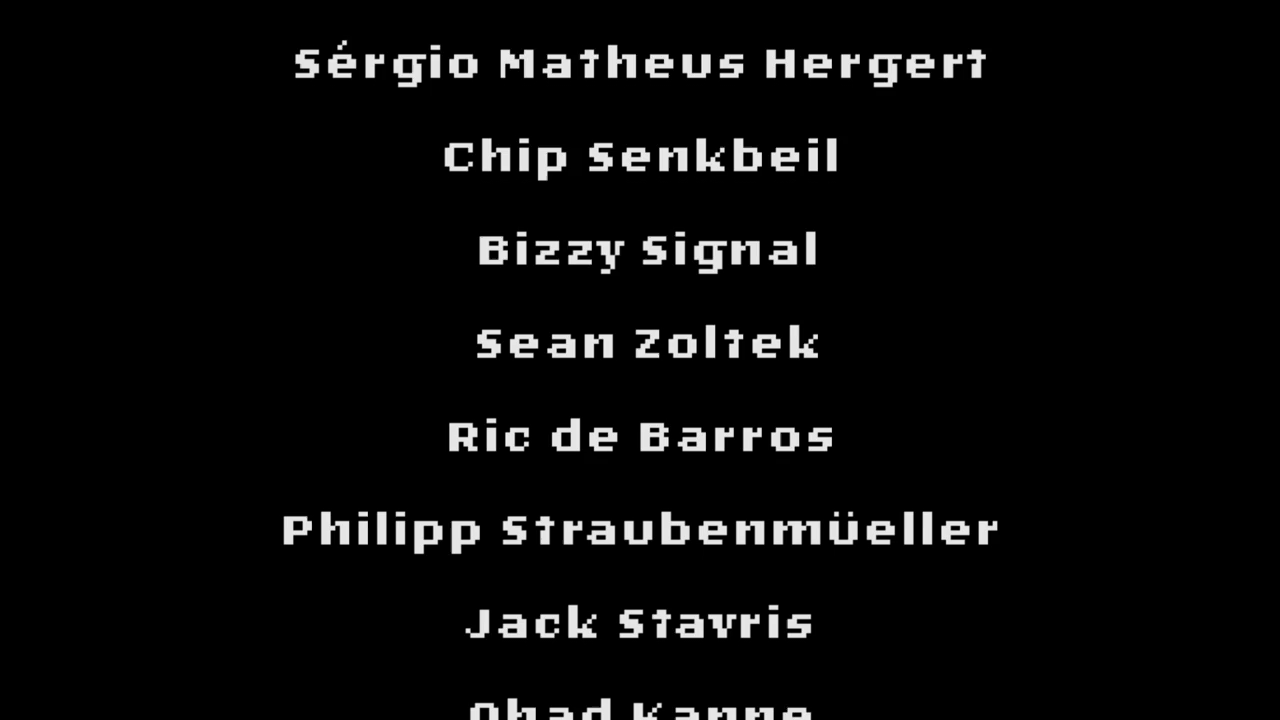 Sérgio Matheus Hergert
Chip Senkbeil
Bizzy Signal
Sean Zoltek
Ric de Barros
Philipp Straubenmüeller
Jack Stavris